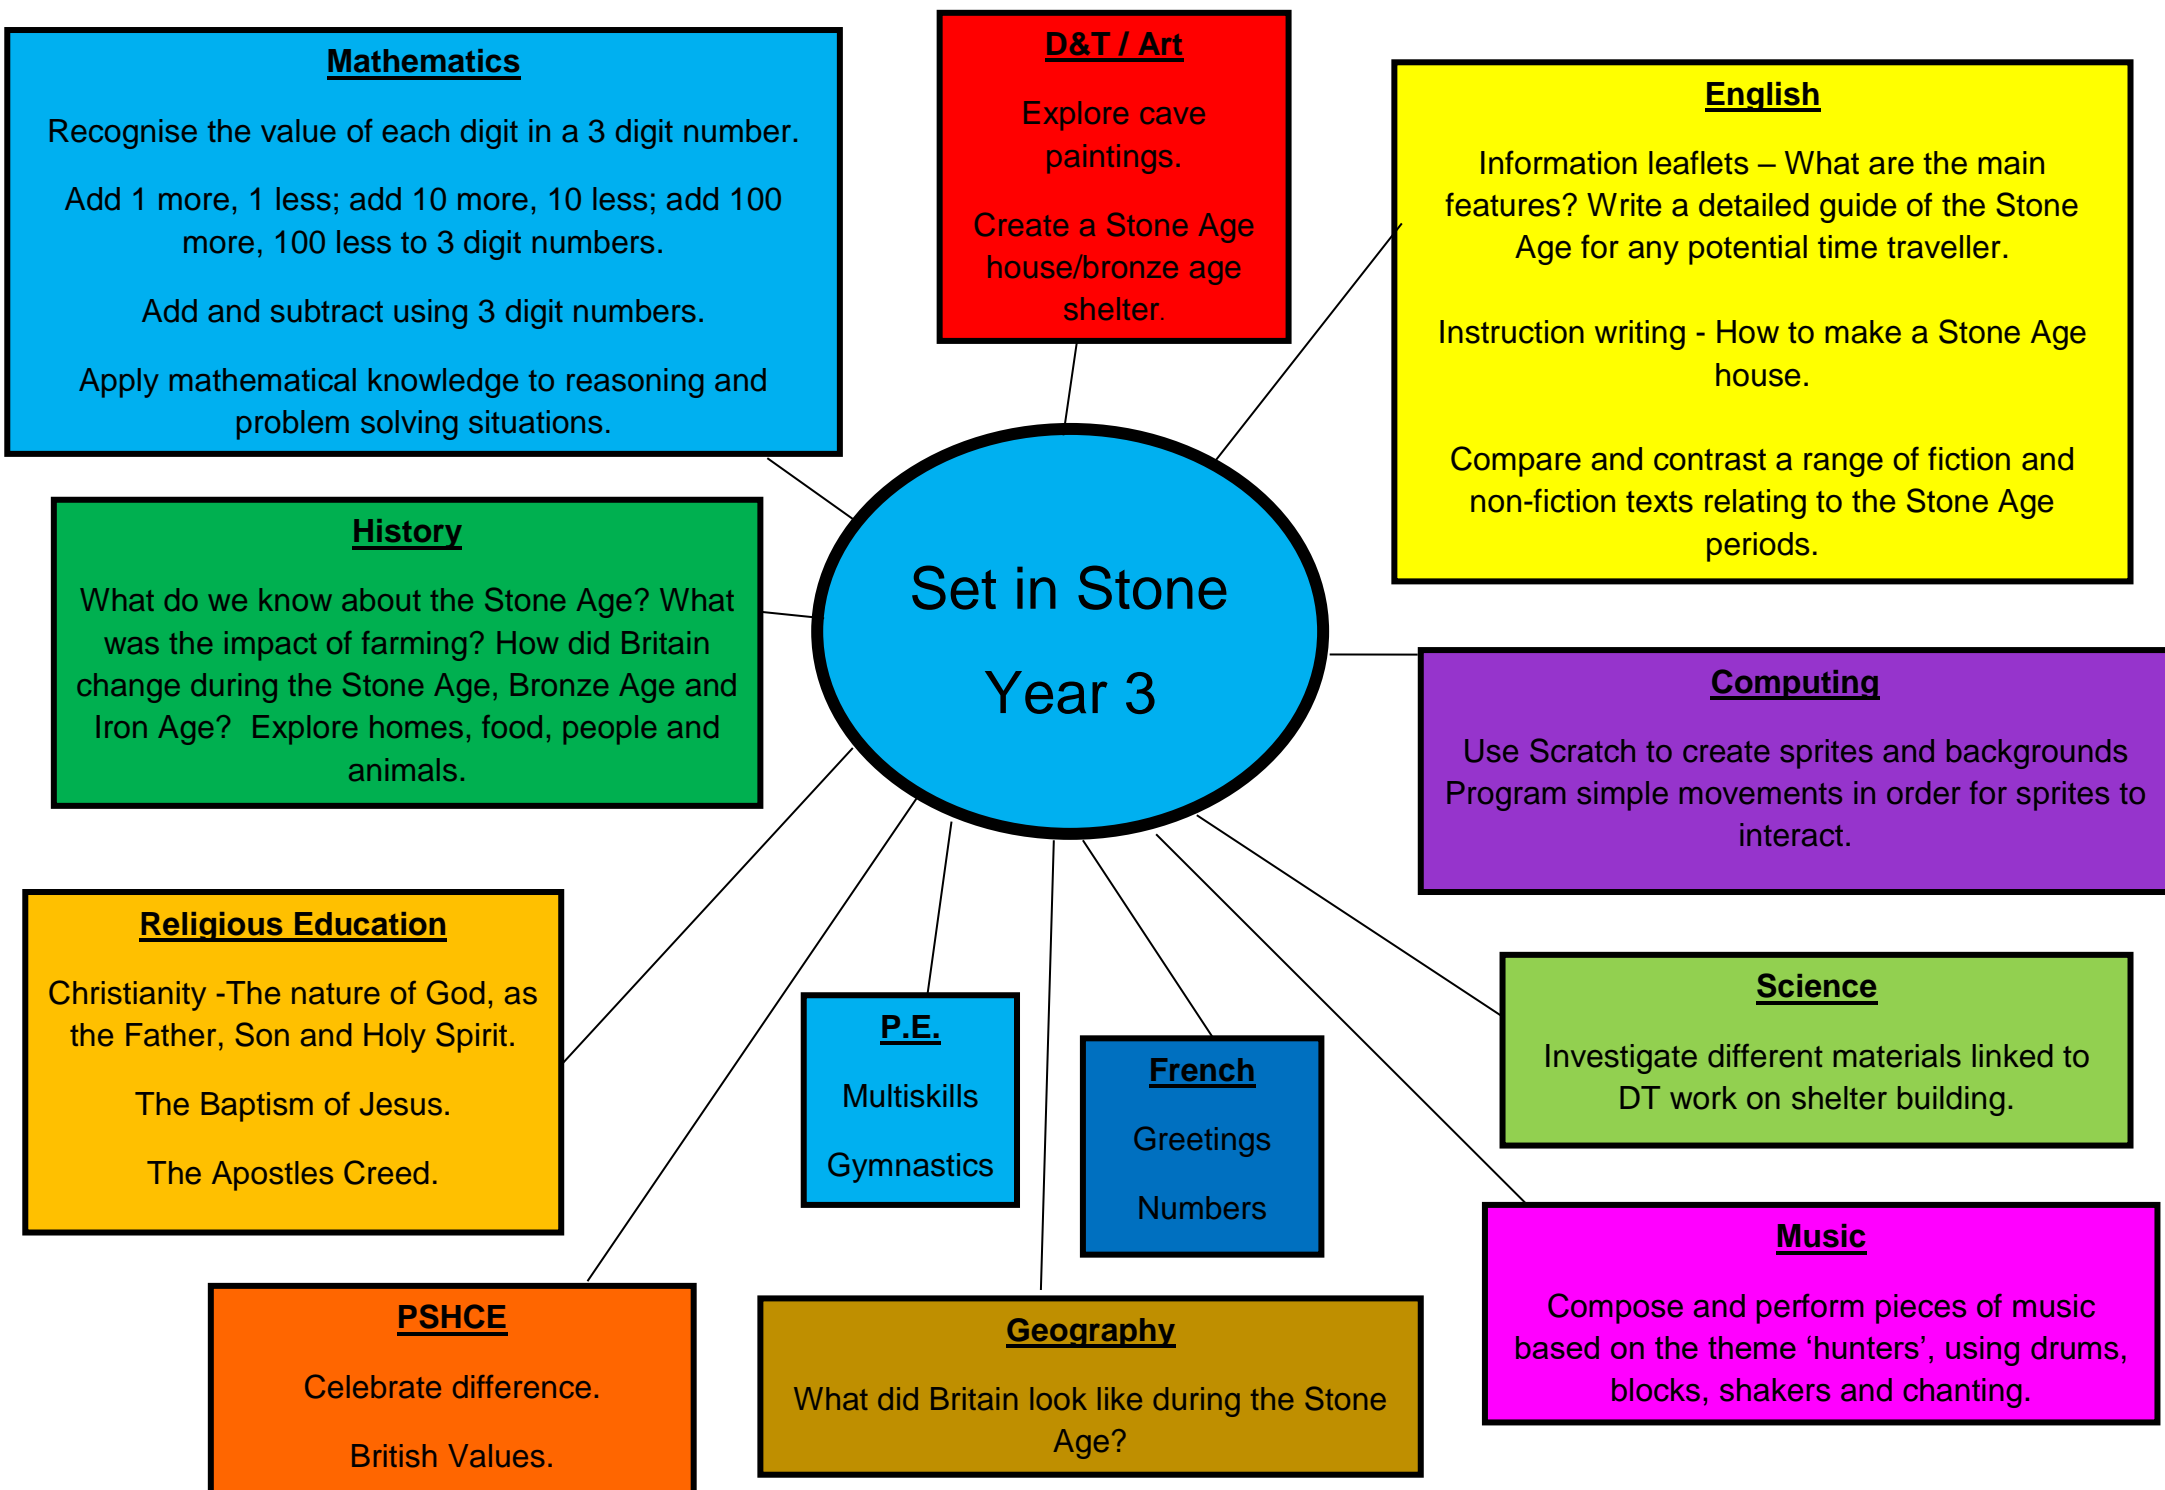 Mathematics
Recognise the value of each digit in a 3 digit number.
Add 1 more, 1 less; add 10 more, 10 less; add 100
more, 100 less to 3 digit numbers.
Add and subtract using 3 digit numbers.
Apply mathematical knowledge to reasoning and
problem solving situations.
D&T / Art
Explore cave
paintings.
Create a Stone Age
house/bronze age
shelter.
English
Information leaflets – What are the main
features? Write a detailed guide of the Stone
Age for any potential time traveller.
Instruction writing - How to make a Stone Age
house.
Compare and contrast a range of fiction and
non-fiction texts relating to the Stone Age
periods.
History
What do we know about the Stone Age? What
was the impact of farming? How did Britain
change during the Stone Age, Bronze Age and
Iron Age?  Explore homes, food, people and
animals.
Set in Stone
Year 3
Computing
Use Scratch to create sprites and backgrounds
Program simple movements in order for sprites to
interact.
Religious Education
Christianity -The nature of God, as
the Father, Son and Holy Spirit.
The Baptism of Jesus.
The Apostles Creed.
P.E.
Multiskills
Gymnastics
French
Greetings
Numbers
Science
Investigate different materials linked to
DT work on shelter building.
Music
Compose and perform pieces of music
based on the theme ‘hunters’, using drums,
blocks, shakers and chanting.
PSHCE
Celebrate difference.
British Values.
Geography
What did Britain look like during the Stone
Age?